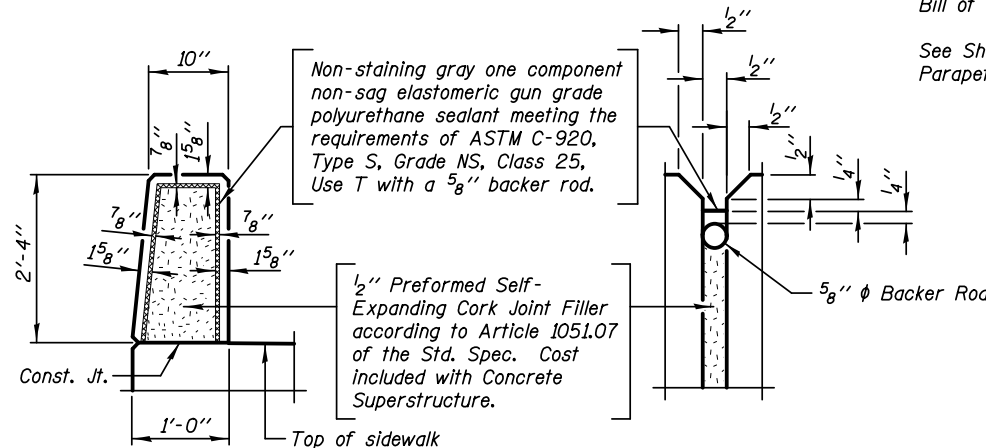 Bill of
See Sh
Parapet
1/2"
1/2"
1/2"
1/2"
1/4"
1/4"
10"
7/8"
1 5/8"
7/8"
7/8"
1 5/8"
1 5/8"
2'-4"
Non-staining gray one component
non-sag elastomeric gun grade
polyurethane sealant meeting the
requirements of ASTM C-920,
Type S, Grade NS, Class 25,
Use T with a 5/8" backer rod.
1/2" Preformed Self-
Expanding Cork Joint Filler
according to Article 1051.07
of the Std. Spec. Cost
included with Concrete
Superstructure.
5/8" ϕ Backer Rod
Const. Jt.
1'-0"
Top of sidewalk